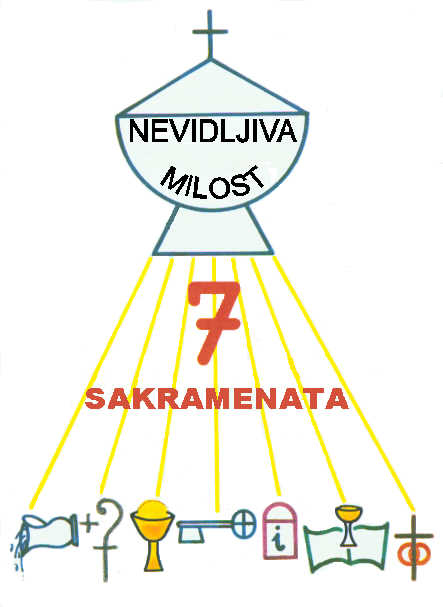 NEVIDLJIVA
MILOST
7
SAKRAMENATA
i